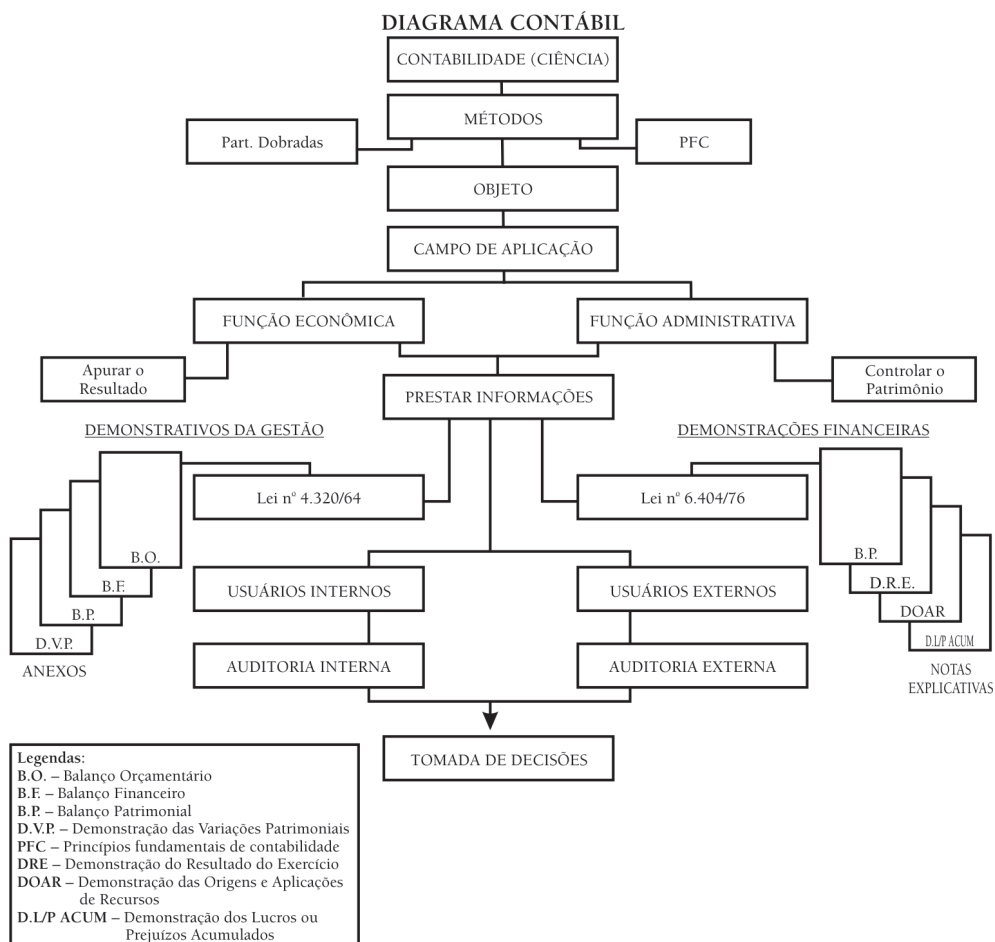 DIAGRAMA CONTÁBIL
CONTABILIDADE (CIÊNCIA)
MÉTODOS
Part. Dobradas
PFC
OBJETO
CAMPO DE APLICAÇÃO
FUNÇÃO ECONÔMICA
FUNÇÃO ADMINISTRATIVA
Apurar o
Resultado
Controlar o
Patrimônio
PRESTAR INFORMAÇÕES
DEMONSTRATIVOS DA GESTÃO
DEMONSTRAÇÕES FINANCEIRAS
Lei nº 4.320/64
Lei nº 6.404/76
B.O.
B.F.
B.P.
D.V.P.
ANEXOS
B.P.
D.R.E.
DOAR
D.L/P ACUM
NOTAS
EXPLICATIVAS
USUÁRIOS INTERNOS
USUÁRIOS EXTERNOS
AUDITORIA INTERNA
AUDITORIA EXTERNA
TOMADA DE DECISÕES
Legendas:
B.O. – Balanço Orçamentário
B.F. – Balanço Financeiro
B.P. – Balanço Patrimonial
D.V.P. – Demonstração das Variações Patrimoniais
PFC – Princípios fundamentais de contabilidade
DRE – Demonstração do Resultado do Exercício
DOAR – Demonstração das Origens e Aplicações
de Recursos
D.L/P ACUM – Demonstração dos Lucros ou
Prejuízos Acumulados